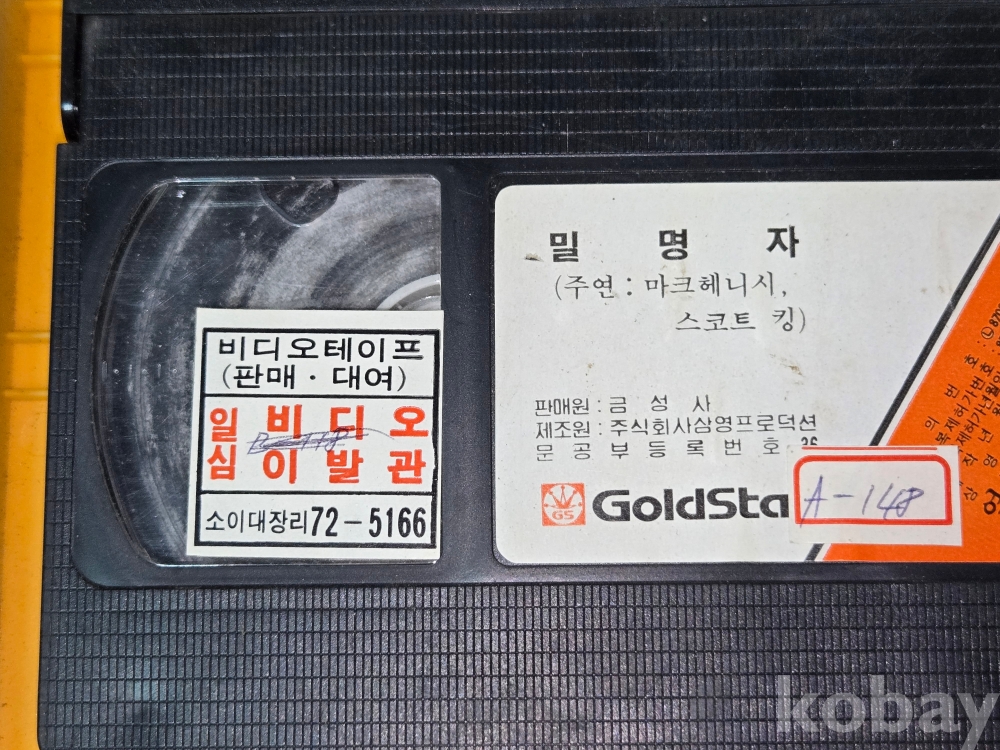 비디오테이프
(판매 · 대여)
일심 비디오
이발관
소이대장리72-5166
밀명자
(주연 : 마크헤니시,
스코트 킹)
판매원 : 금성사
제조원 : 주식회사삼영프로덕션
문공부등록번호 36
GS GoldSta
A-148
kobay